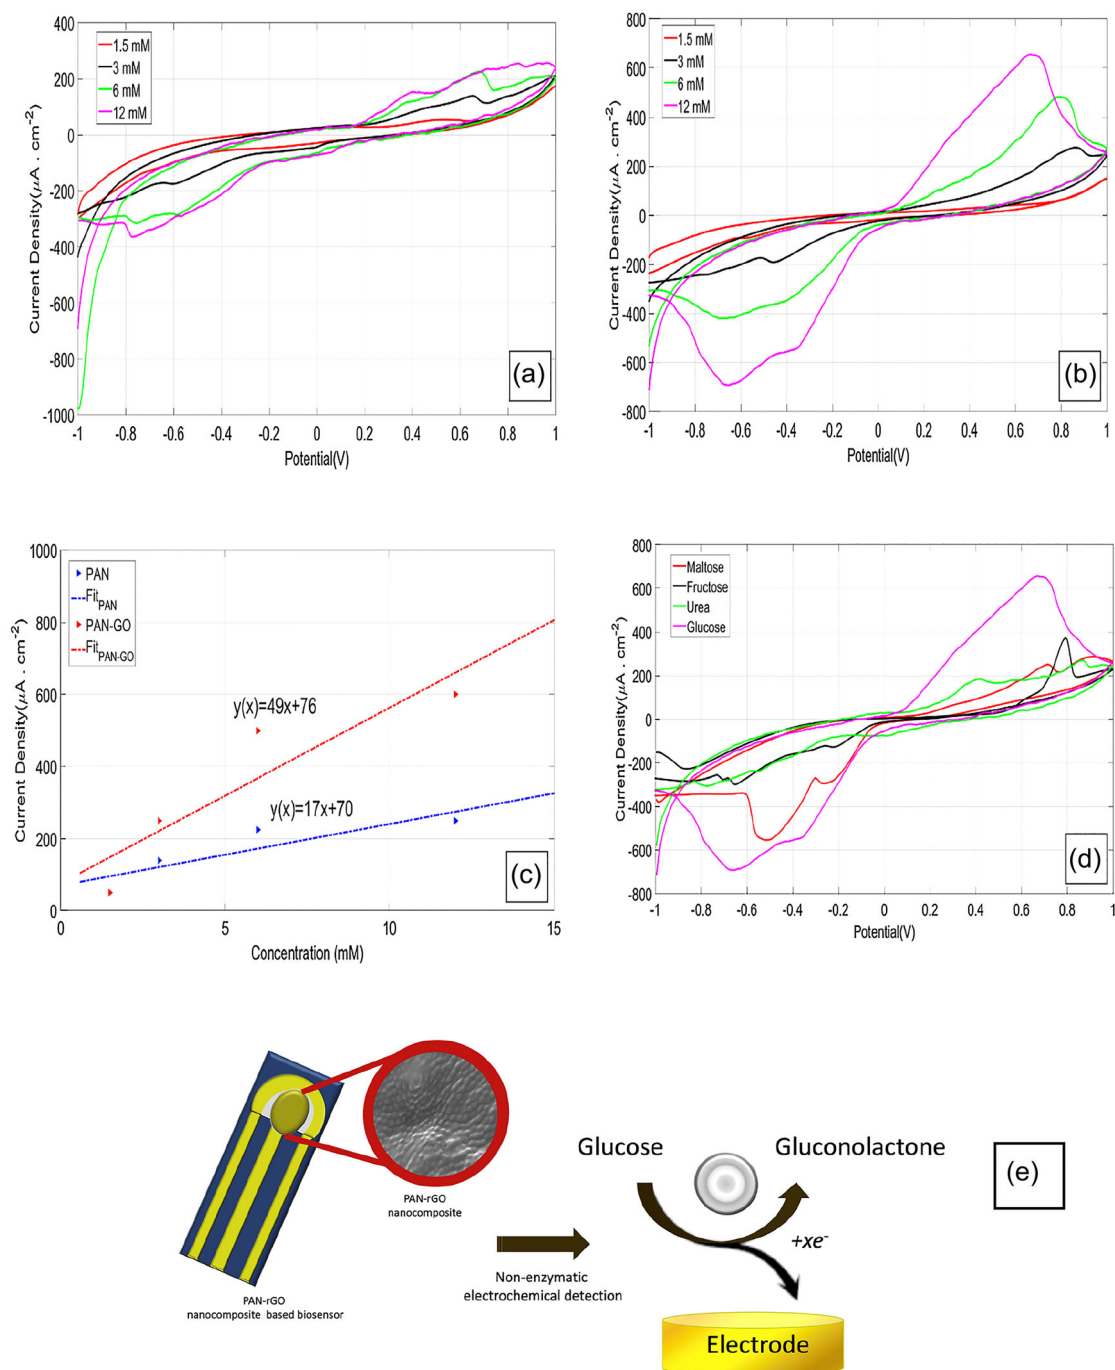 400
200
0
-200
-400
-600
-800
-1000
-1 -0.8 -0.6 -0.4 -0.2 0 0.2 0.4 0.6 0.8 1
Current Density(μA . cm⁻²)
Potential(V)
1.5 mM
3 mM
6 mM
12 mM
(a)
800
600
400
200
0
-200
-400
-600
-800
-1 -0.8 -0.6 -0.4 -0.2 0 0.2 0.4 0.6 0.8 1
Current Density(μA . cm⁻²)
Potential(V)
1.5 mM
3 mM
6 mM
12 mM
(b)
1000
800
600
400
200
0
0 5 10 15
Current Density(μA . cm⁻²)
Concentration (mM)
PAN
Fit_PAN
PAN-GO
Fit_PAN-GO
y(x)=49x+76
y(x)=17x+70
(c)
800
600
400
200
0
-200
-400
-600
-800
-1 -0.8 -0.6 -0.4 -0.2 0 0.2 0.4 0.6 0.8 1
Current Density(μA . cm⁻²)
Potential(V)
Maltose
Fructose
Urea
Glucose
(d)
PAN-rGO
nanocomposite
PAN-rGO
nanocomposite based biosensor
Non-enzymatic
electrochemical detection
Glucose
Gluconolactone
+xe⁻
Electrode
(e)